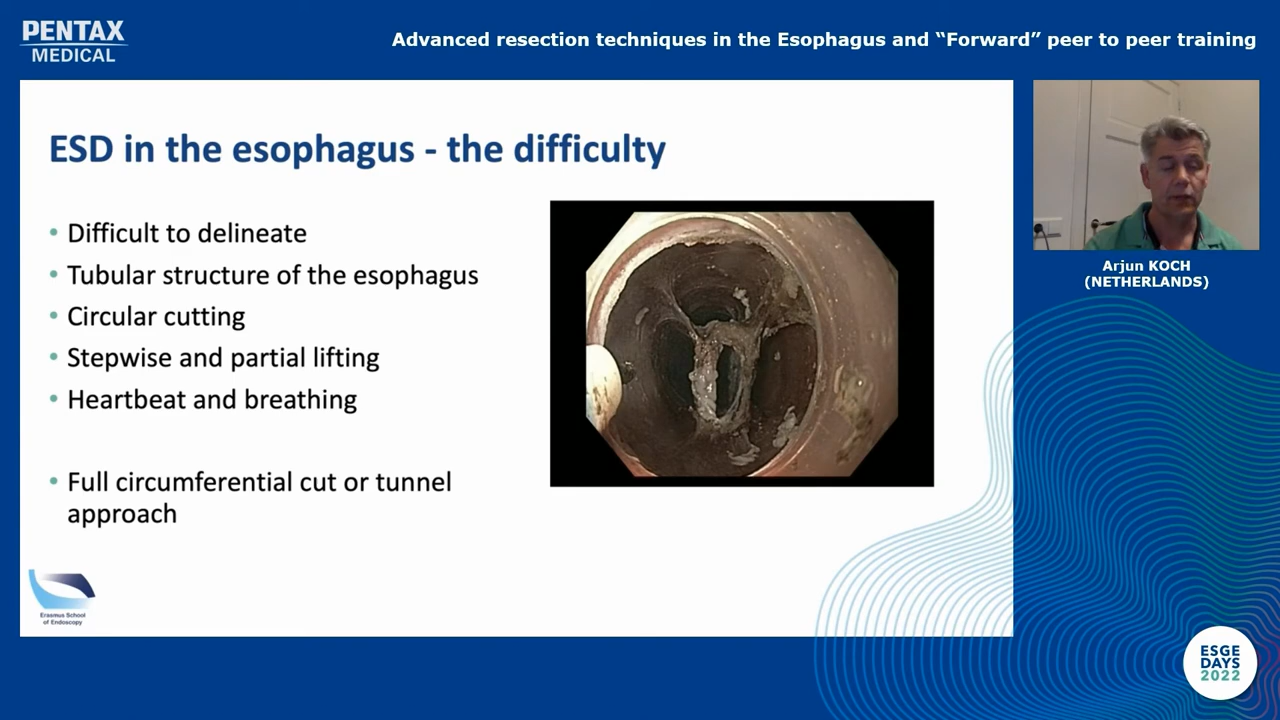 PENTAX
MEDICAL
Advanced resection techniques in the Esophagus and “Forward” peer to peer training
ESD in the esophagus - the difficulty
• Difficult to delineate
• Tubular structure of the esophagus
• Circular cutting
• Stepwise and partial lifting
• Heartbeat and breathing
• Full circumferential cut or tunnel
approach
Erasmus School
of Endoscopy
Arjun KOCH
(NETHERLANDS)
ESGE
DAYS
2022